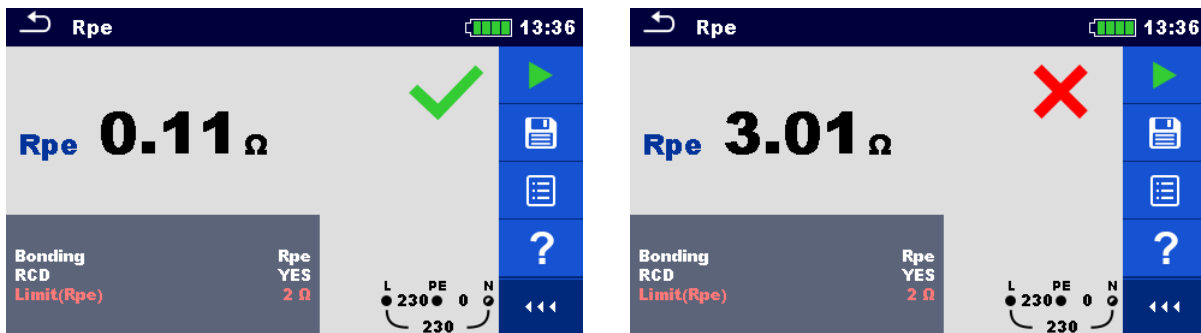 Rpe 13:36
Rpe 0.11 Ω
Bonding Rpe
RCD YES
Limit(Rpe) 2 Ω
L PE N
230 0
230
?
Rpe 13:36
Rpe 3.01 Ω
Bonding Rpe
RCD YES
Limit(Rpe) 2 Ω
L PE N
230 0
230
?